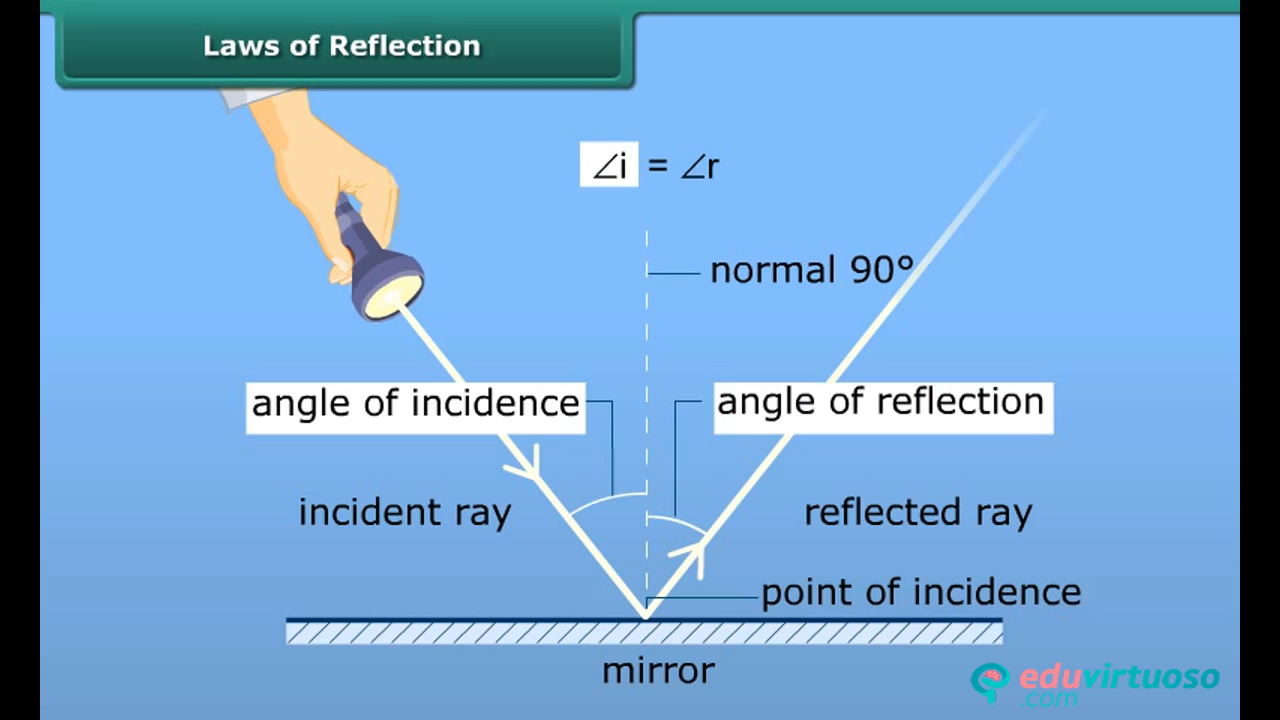 Laws of Reflection
∠i = ∠r
normal 90°
angle of incidence
angle of reflection
incident ray
reflected ray
point of incidence
mirror
eduvirtuoso
.com